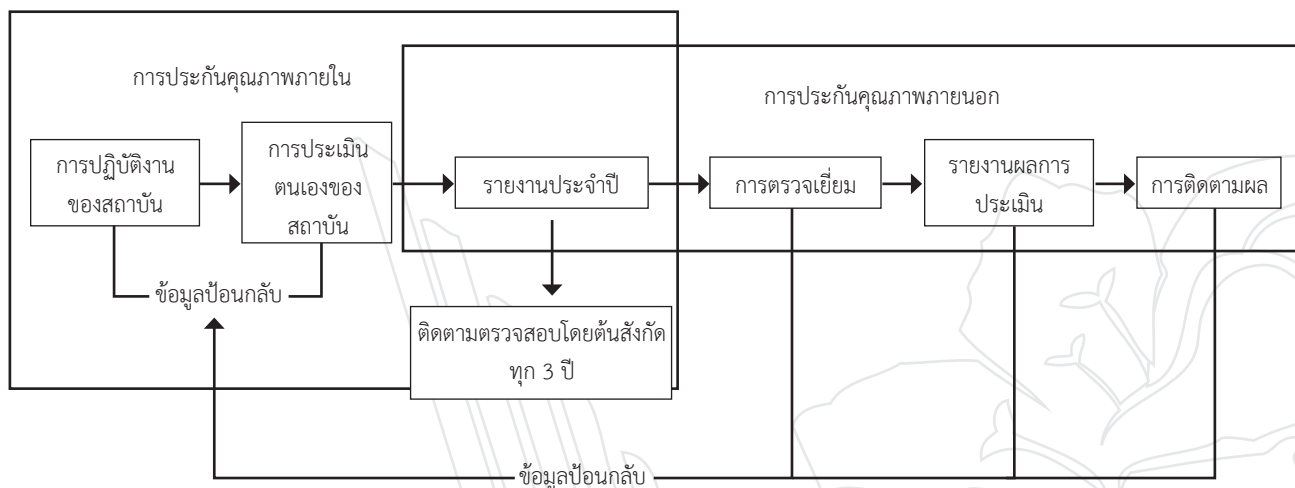 การประกันคุณภาพภายใน
การประกันคุณภาพภายนอก
การปฏิบัติงาน
ของสถาบัน
การประเมิน
ตนเองของ
สถาบัน
รายงานประจำปี
การตรวจเยี่ยม
รายงานผลการ
ประเมิน
การติดตามผล
ข้อมูลป้อนกลับ
ติดตามตรวจสอบโดยต้นสังกัด
ทุก 3 ปี
ข้อมูลป้อนกลับ